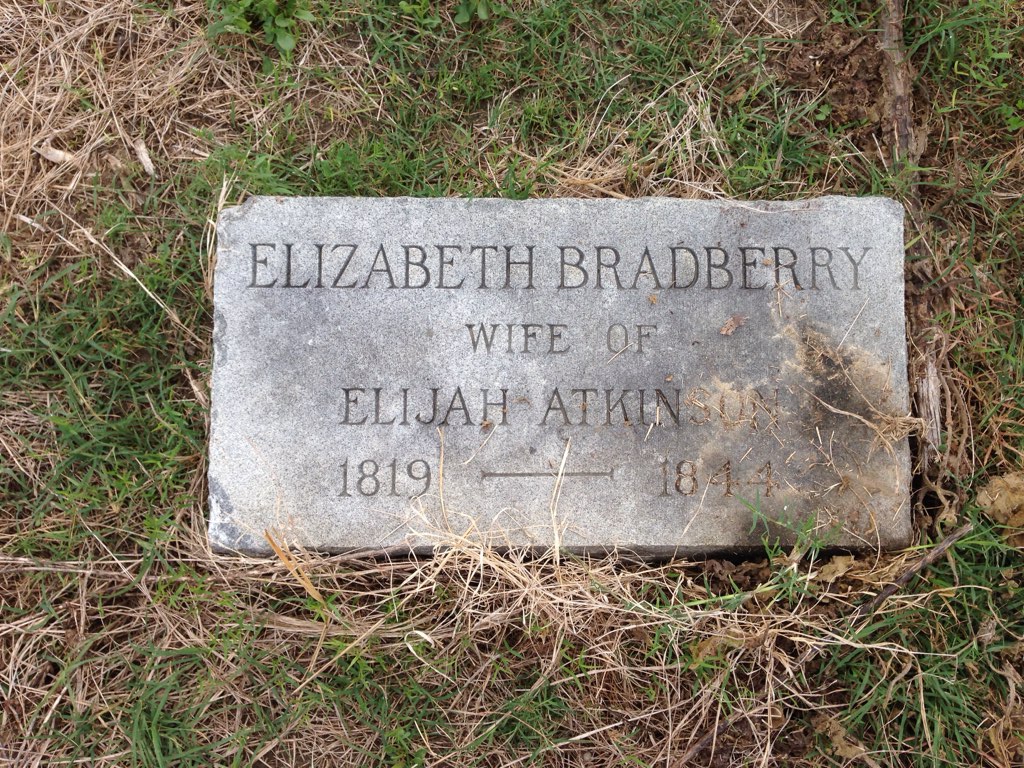 ELIZABETH BRADBERRY
WIFE OF
ELIJAH ATKINSON
1819 — 1844